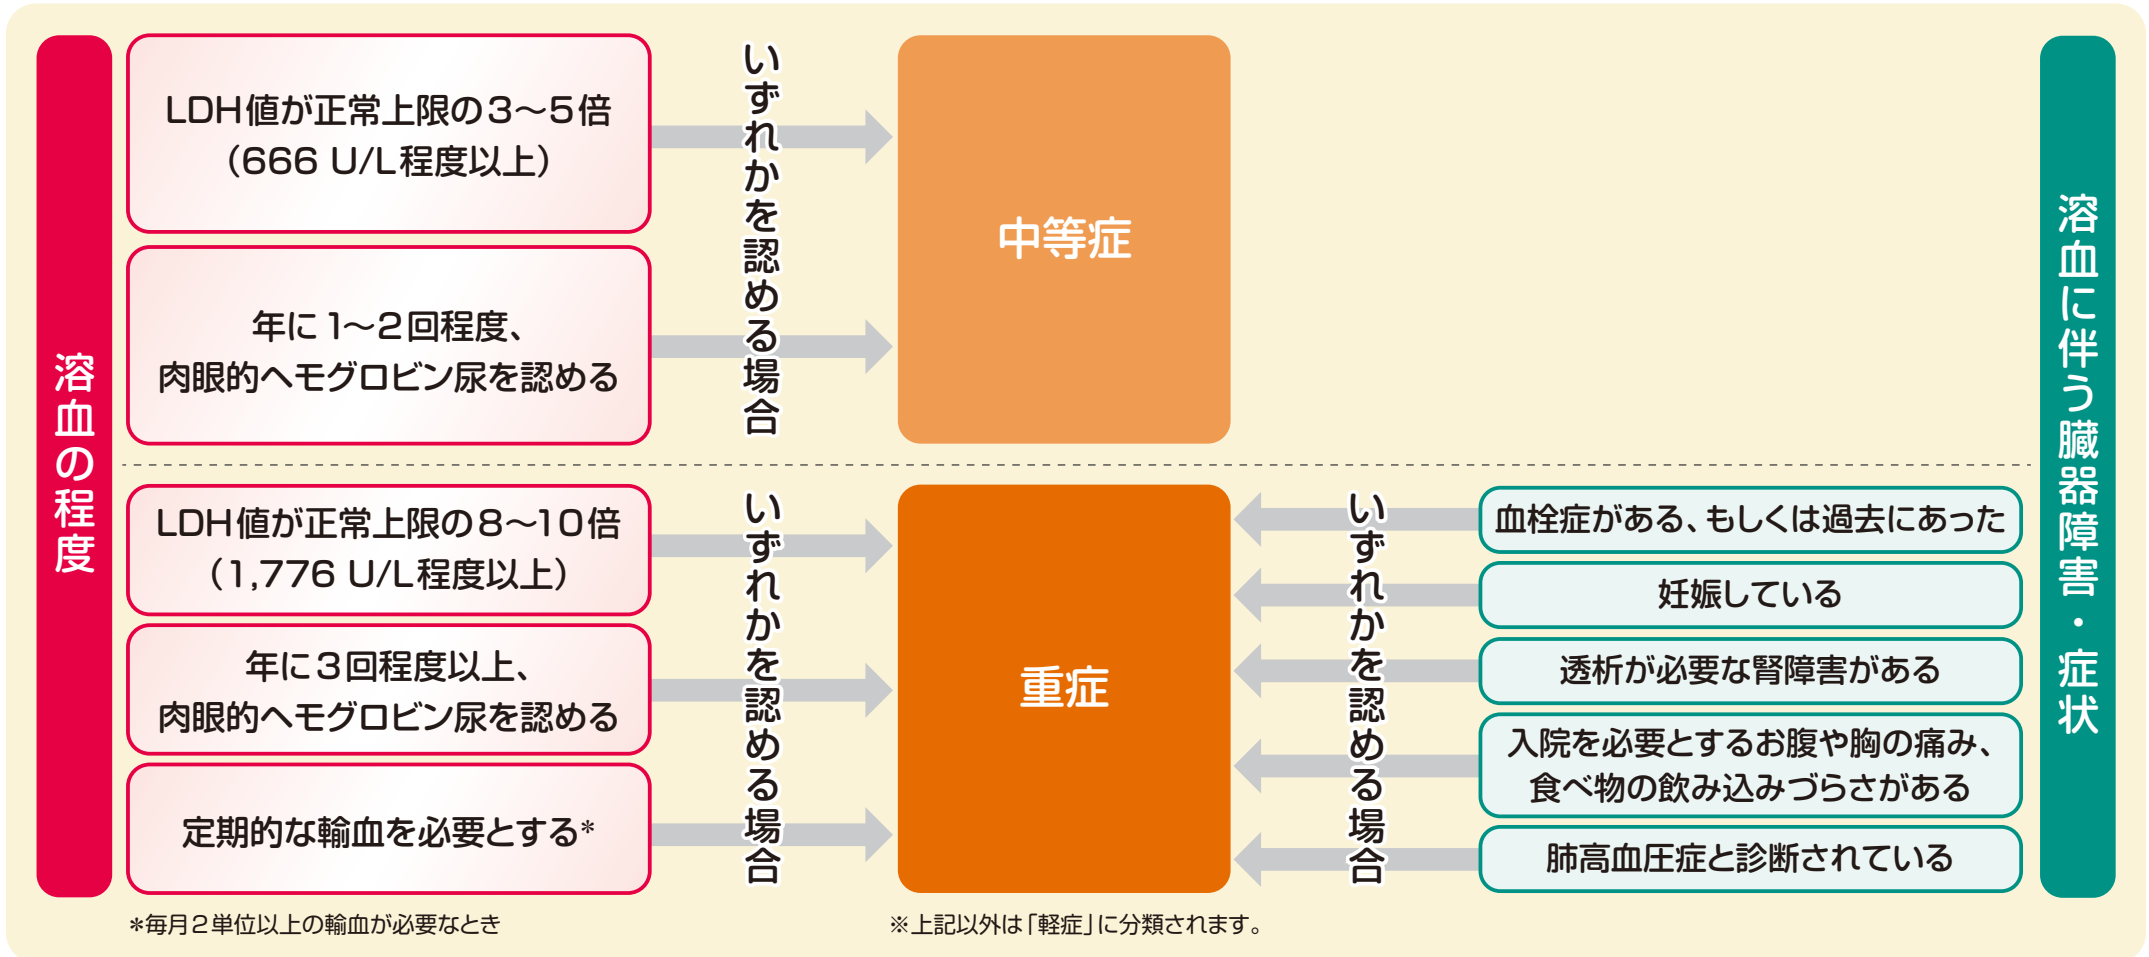 溶血の程度
LDH値が正常上限の3〜5倍
(666 U/L程度以上)
年に1〜2回程度、
肉眼的ヘモグロビン尿を認める
いずれかを認める場合
中等症
LDH値が正常上限の8〜10倍
(1,776 U/L程度以上)
年に3回程度以上、
肉眼的ヘモグロビン尿を認める
定期的な輸血を必要とする*
いずれかを認める場合
重症
いずれかを認める場合
血栓症がある、もしくは過去にあった
妊娠している
透析が必要な腎障害がある
入院を必要とするお腹や胸の痛み、
食べ物の飲み込みづらさがある
肺高血圧症と診断されている
溶血に伴う臓器障害・症状
*毎月2単位以上の輸血が必要なとき
※上記以外は「軽症」に分類されます。